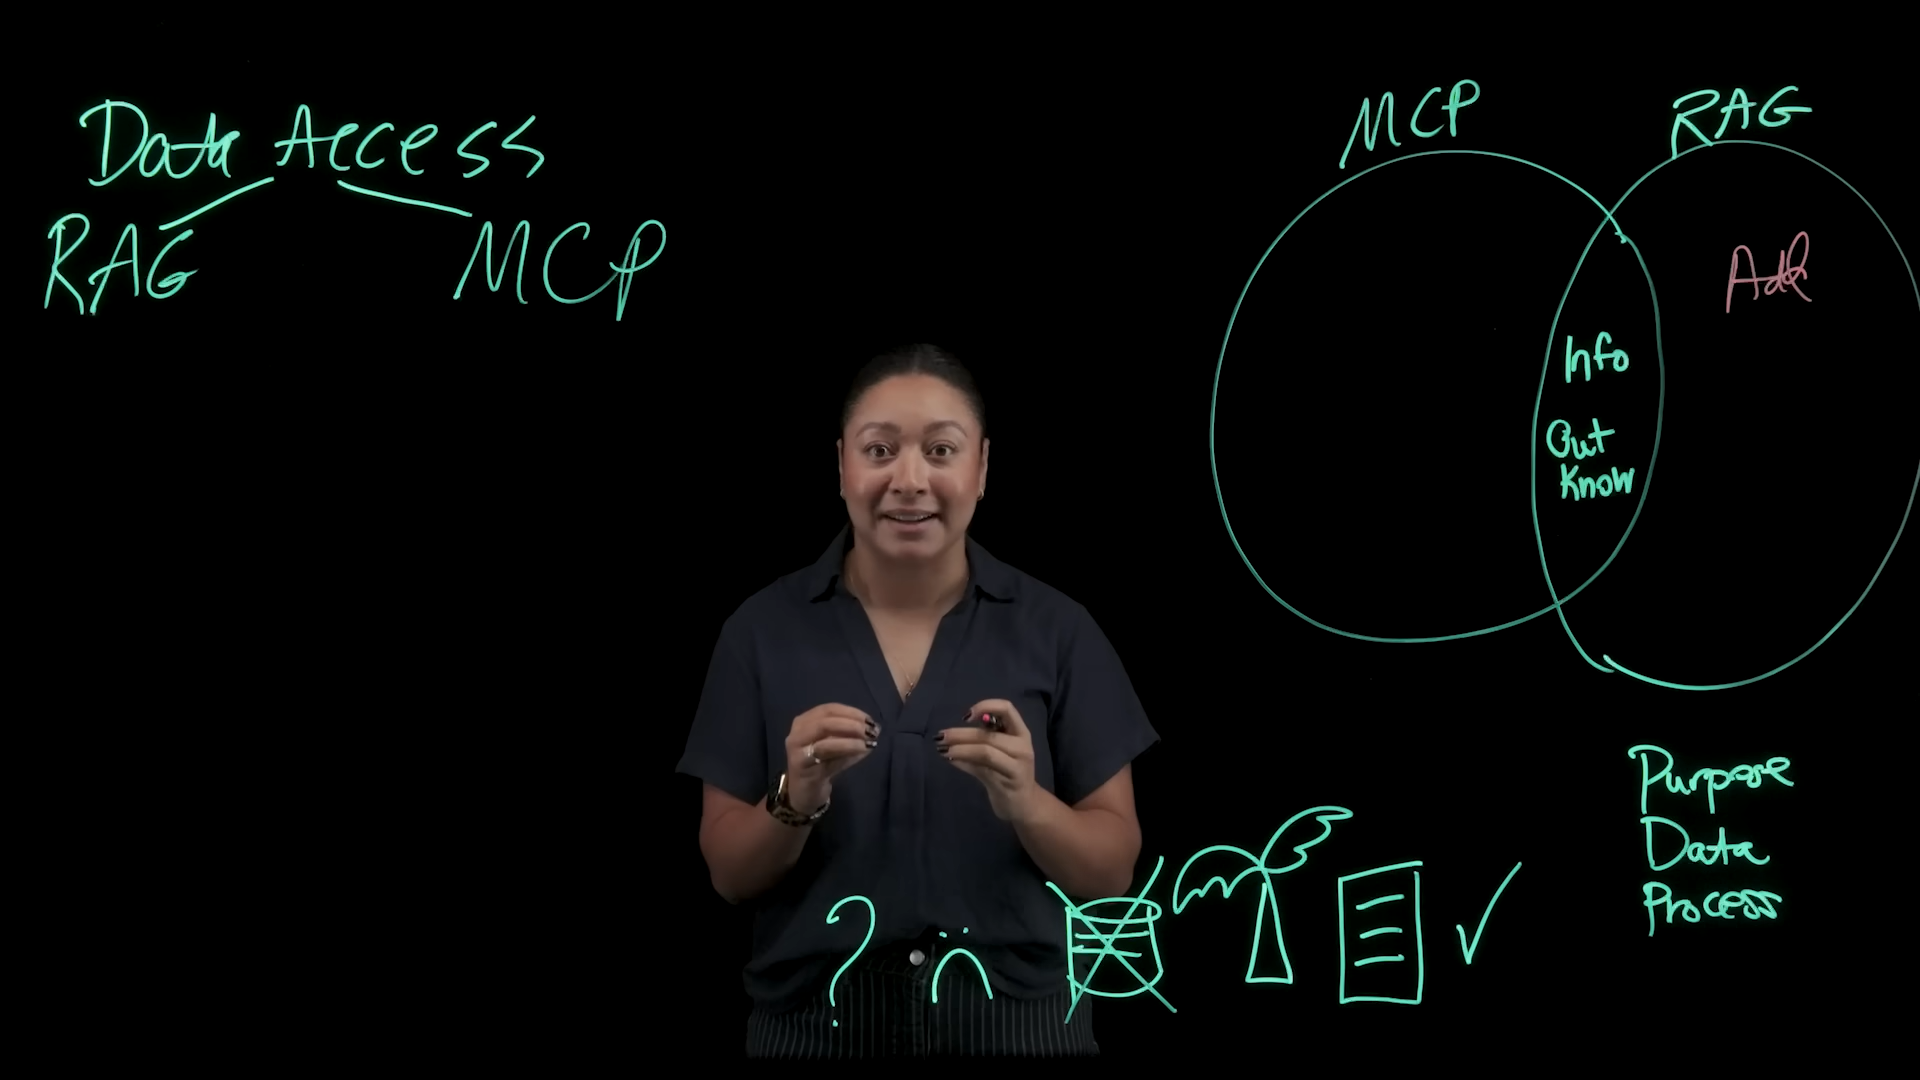 Data Access
RAG MCP
MCP RAG
Add
Info
Out
Know
?
Purpose
Data
Process